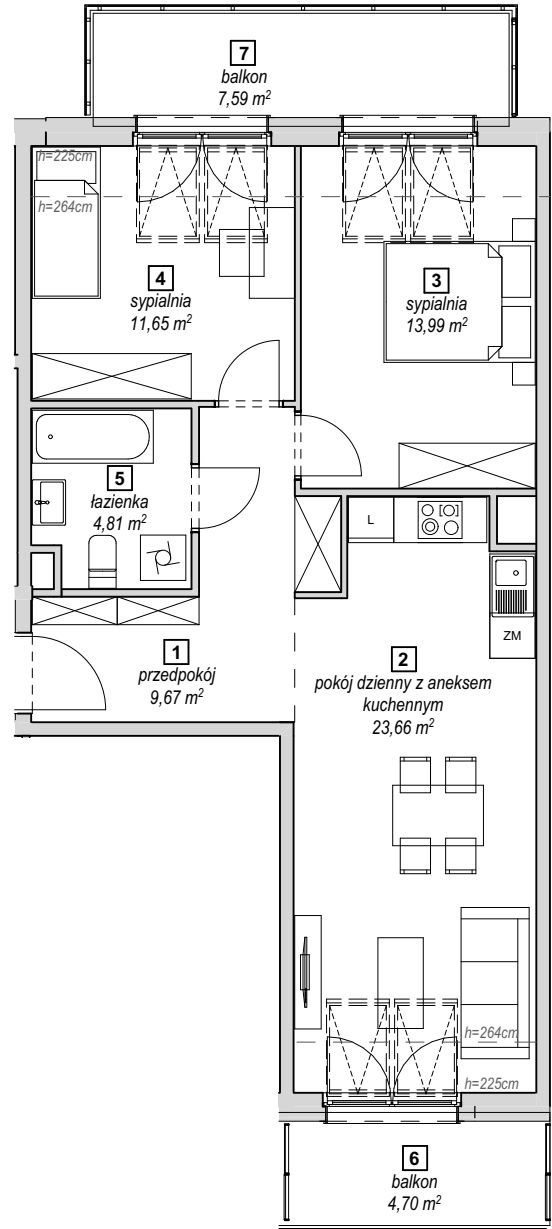 7
balkon
7,59 m²
h=225cm
h=264cm
4
sypialnia
11,65 m²
3
sypialnia
13,99 m²
5
łazienka
4,81 m²
L
ZM
1
przedpokój
9,67 m²
2
pokój dzienny z aneksem
kuchennym
23,66 m²
h=264cm
h=225cm
6
balkon
4,70 m²